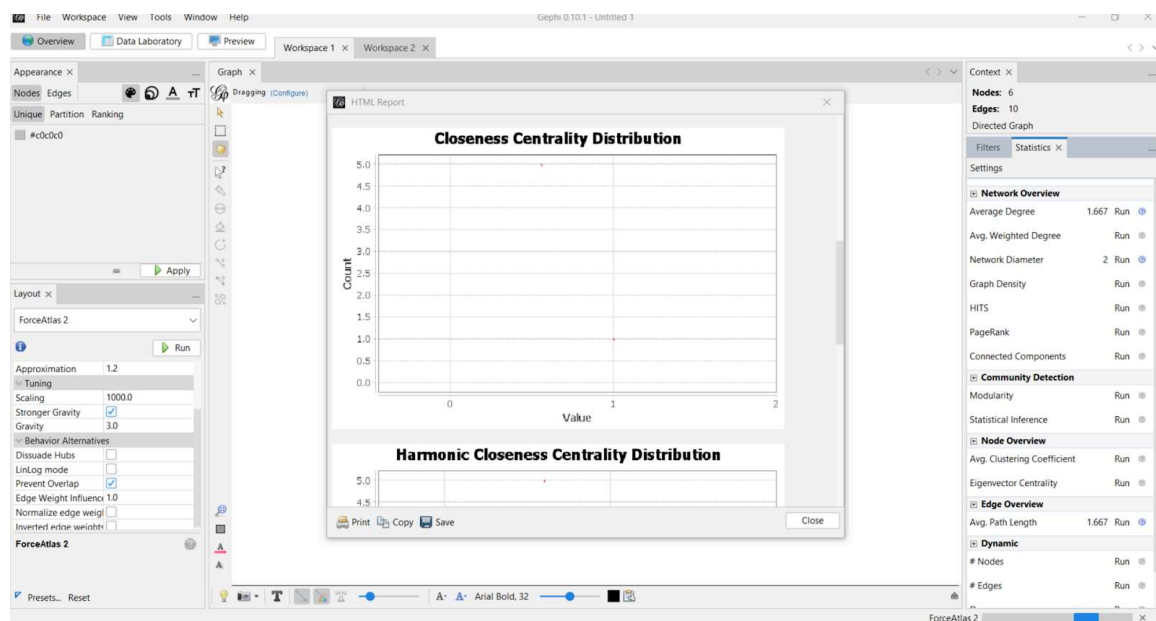 File Workspace View Tools Window Help
Gephi 0.10.1 - Untitled 1
Overview Data Laboratory Preview
Workspace 1 × Workspace 2 ×
Appearance ×
Nodes Edges
Unique Partition Ranking
#c0c0c0
Apply
Layout ×
ForceAtlas 2
Run
Approximation 1.2
Tuning
Scaling 1000.0
Stronger Gravity
Gravity 3.0
Behavior Alternatives
Dissuade Hubs
LinLog mode
Prevent Overlap
Edge Weight Influenc 1.0
Normalize edge weig
Inverted edge weights
ForceAtlas 2
Presets... Reset
Graph ×
Dragging (Configure)
HTML Report
Closeness Centrality Distribution
5.0
4.5
4.0
3.5
3.0
2.5
2.0
1.5
1.0
0.5
0.0
Count
0 1 2
Value
Harmonic Closeness Centrality Distribution
5.0
4.5
Print Copy Save
Close
A- A- Arial Bold, 32
Context ×
Nodes: 6
Edges: 10
Directed Graph
Filters Statistics ×
Settings
Network Overview
Average Degree 1.667 Run
Avg. Weighted Degree Run
Network Diameter 2 Run
Graph Density Run
HITS Run
PageRank Run
Connected Components Run
Community Detection
Modularity Run
Statistical Inference Run
Node Overview
Avg. Clustering Coefficient Run
Eigenvector Centrality Run
Edge Overview
Avg. Path Length 1.667 Run
Dynamic
# Nodes Run
# Edges Run
ForceAtlas 2